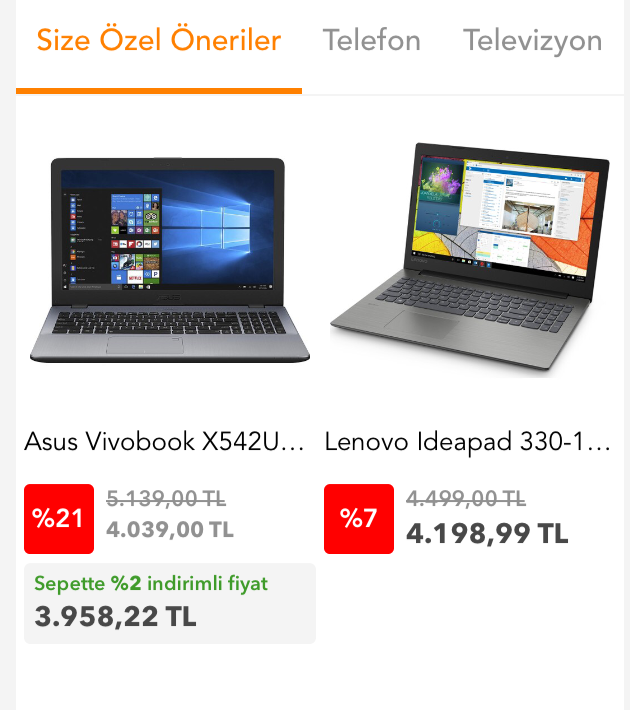 Size Özel Öneriler Telefon Televizyon
Asus Vivobook X542U...
Lenovo Ideapad 330-1...
%21
5.139,00 TL
4.039,00 TL
%7
4.499,00 TL
4.198,99 TL
Sepette %2 indirimli fiyat
3.958,22 TL